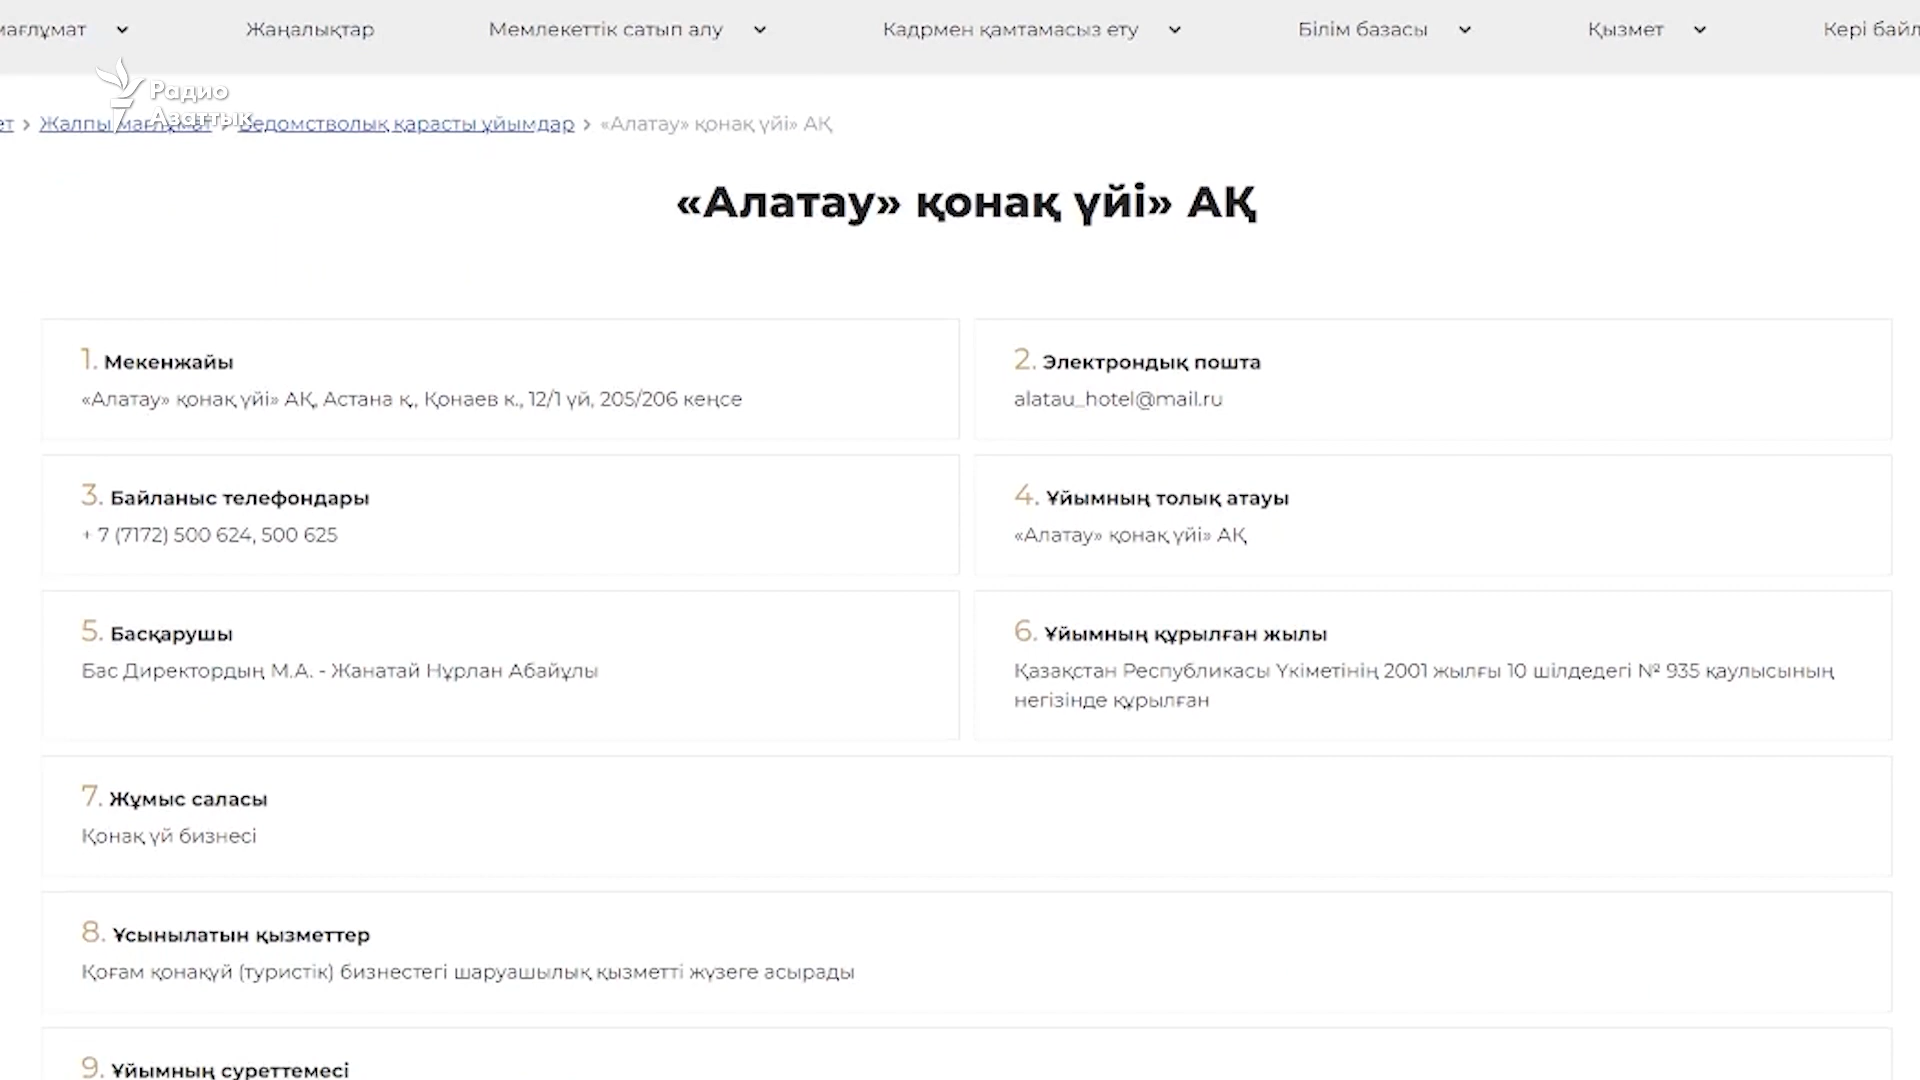 мағлұмат Жаңалықтар Мемлекеттік сатып алу Кадрмен қамтамасыз ету Білім базасы Қызмет Кері байл
Радио
Азаттық
ет > Жалпы мағлұмат > Ведомстволық қарасты ұйымдар > «Алатау» қонақ үйі» АҚ
«Алатау» қонақ үйі» АҚ
1. Мекенжайы
«Алатау» қонақ үйі» АҚ, Астана қ., Қонаев к., 12/1 үй, 205/206 кеңсе
2. Электрондық пошта
alatau_hotel@mail.ru
3. Байланыс телефондары
+ 7 (7172) 500 624, 500 625
4. Ұйымның толық атауы
«Алатау» қонақ үйі» АҚ
5. Басқарушы
Бас Директордың М.А. - Жанатай Нұрлан Абайұлы
6. Ұйымның құрылған жылы
Қазақстан Республикасы Үкіметінің 2001 жылғы 10 шілдедегі № 935 қаулысының
негізінде құрылған
7. Жұмыс саласы
Қонақ үй бизнесі
8. Ұсынылатын қызметтер
Қоғам қонақүй (туристік) бизнестегі шаруашылық қызметті жүзеге асырады
9. Ұйымның суреттемесі